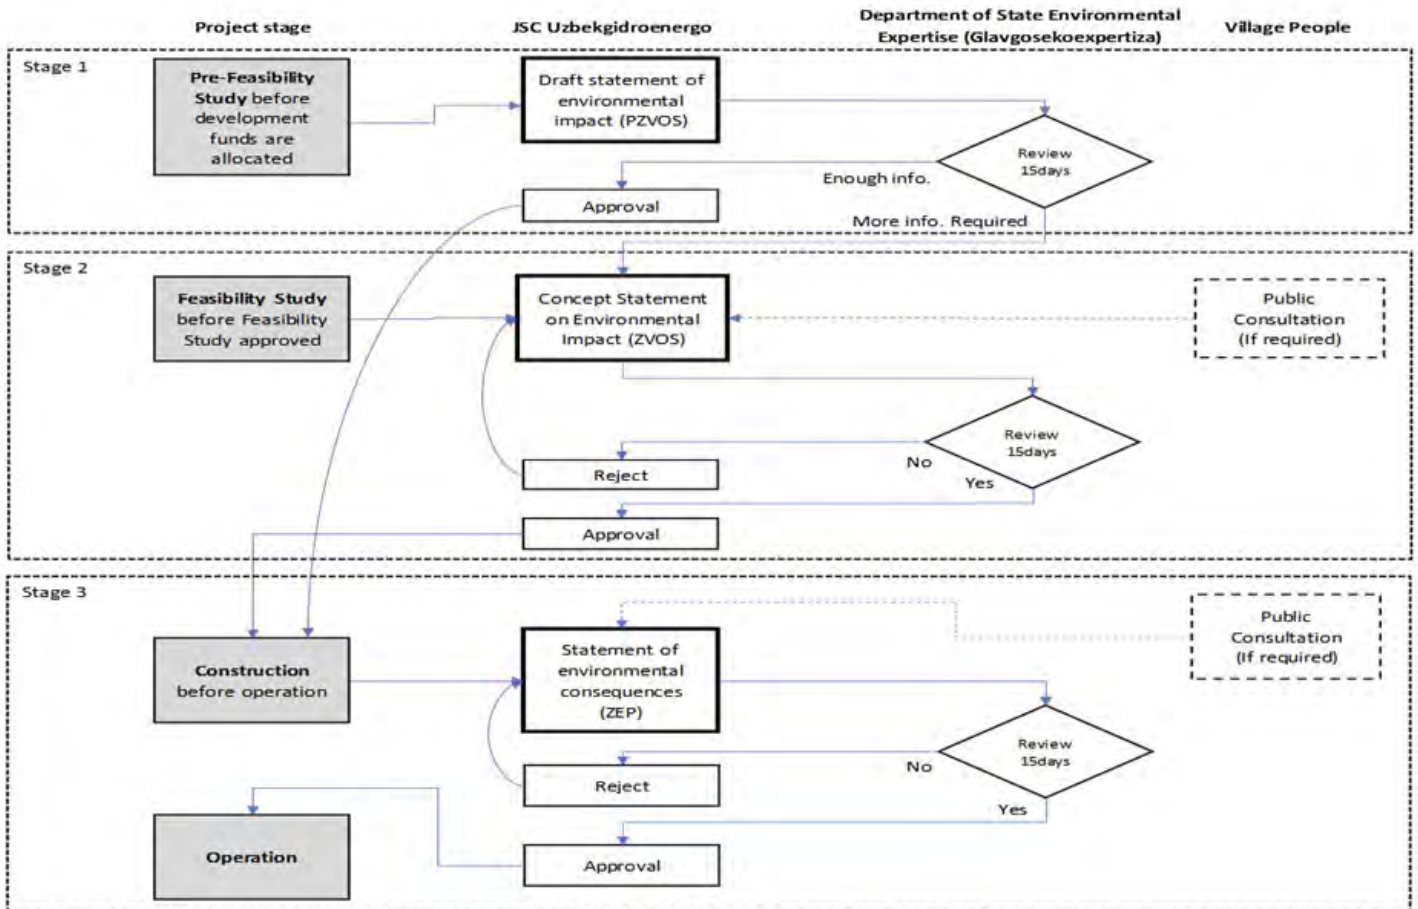 Project stage
JSC Uzbekgidroenergo
Department of State Environmental
Expertise (Glavgosekoexpertiza)
Village People
Stage 1
Pre-Feasibility
Study before
development
funds are
allocated
Draft statement of
environmental
impact (PZVOS)
Review
15days
Enough info.
Approval
More info. Required
Stage 2
Feasibility Study
before Feasibility
Study approved
Concept Statement
on Environmental
Impact (ZVOS)
Public
Consultation
(If required)
Review
15days
No
Reject
Yes
Approval
Stage 3
Construction
before operation
Statement of
environmental
consequences
(ZEP)
Public
Consultation
(If required)
Review
15days
No
Reject
Yes
Operation
Approval